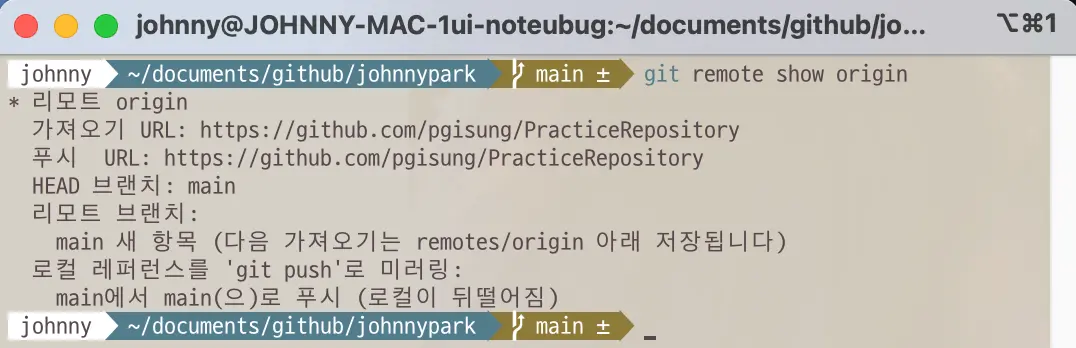 johnny@JOHNNY-MAC-1ui-noteubug:~/documents/github/jo... ⌥⌘1
johnny ~/documents/github/johnnypark main ± git remote show origin
* 리모트 origin
가져오기 URL: https://github.com/pgisung/PracticeRepository
푸시  URL: https://github.com/pgisung/PracticeRepository
HEAD 브랜치: main
리모트 브랜치:
main 새 항목 (다음 가져오기는 remotes/origin 아래 저장됩니다)
로컬 레퍼런스를 'git push'로 미러링:
main에서 main(으)로 푸시 (로컬이 뒤떨어짐)
johnny ~/documents/github/johnnypark main ± _